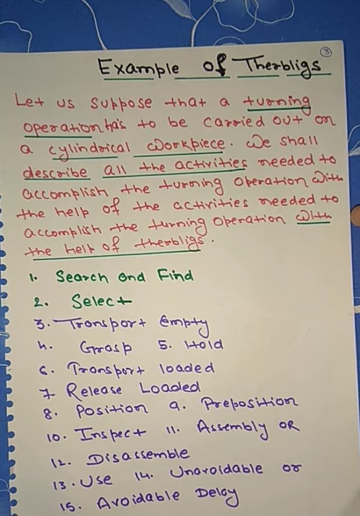 3
Example of Therbligs
Let us suppose that a turning
operation has to be carried out on
a cylindrical workpiece. We shall
describe all the activities needed to
accomplish the turning operation with
the help of the activities needed to
accomplish the turning operation with
the help of therbligs.
1. Search and Find
2. Select
3. Transport Empty
4. Grasp 5. Hold
6. Transport loaded
7. Release Loaded
8. Position 9. Preposition
10. Inspect 11. Assembly OR
12. Disassemble
13. Use 14. Unavoidable or
15. Avoidable Delay